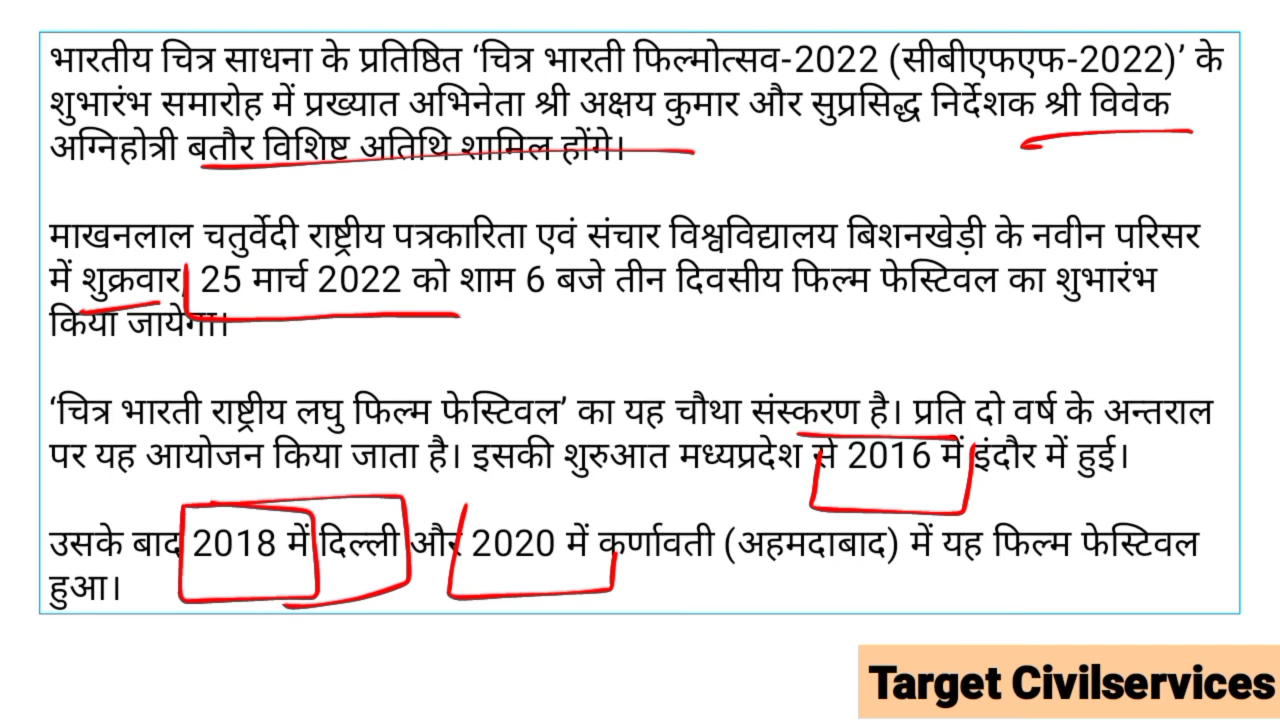 भारतीय चित्र साधना के प्रतिष्ठित ‘चित्र भारती फिल्मोत्सव-2022 (सीबीएफएफ-2022)’ के
शुभारंभ समारोह में प्रख्यात अभिनेता श्री अक्षय कुमार और सुप्रसिद्ध निर्देशक श्री विवेक
अग्निहोत्री बतौर विशिष्ट अतिथि शामिल होंगे।
माखनलाल चतुर्वेदी राष्ट्रीय पत्रकारिता एवं संचार विश्वविद्यालय बिशनखेड़ी के नवीन परिसर
में शुक्रवार, 25 मार्च 2022 को शाम 6 बजे तीन दिवसीय फिल्म फेस्टिवल का शुभारंभ
किया जायेगा।
‘चित्र भारती राष्ट्रीय लघु फिल्म फेस्टिवल’ का यह चौथा संस्करण है। प्रति दो वर्ष के अन्तराल
पर यह आयोजन किया जाता है। इसकी शुरुआत मध्यप्रदेश से 2016 में इंदौर में हुई।
उसके बाद 2018 में दिल्ली और 2020 में कर्णावती (अहमदाबाद) में यह फिल्म फेस्टिवल
हुआ।
Target Civilservices